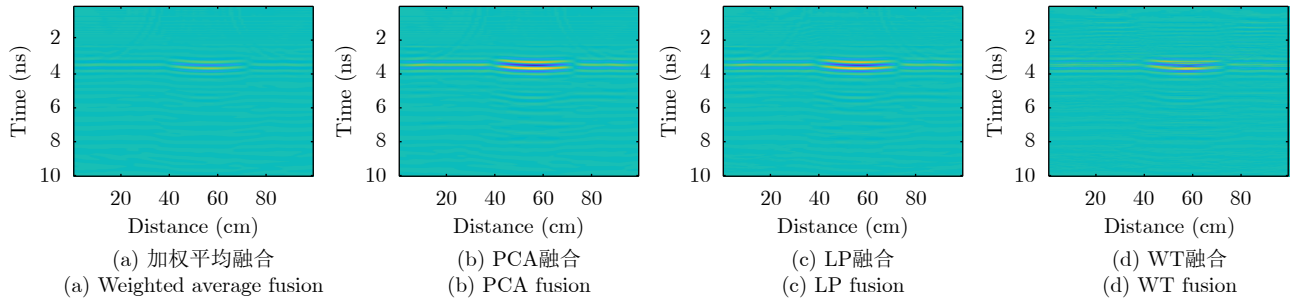 Time (ns)
2
4
6
8
10
20
40
60
80
Distance (cm)
(a) 加权平均融合
(a) Weighted average fusion
Time (ns)
2
4
6
8
10
20
40
60
80
Distance (cm)
(b) PCA融合
(b) PCA fusion
Time (ns)
2
4
6
8
10
20
40
60
80
Distance (cm)
(c) LP融合
(c) LP fusion
Time (ns)
2
4
6
8
10
20
40
60
80
Distance (cm)
(d) WT融合
(d) WT fusion